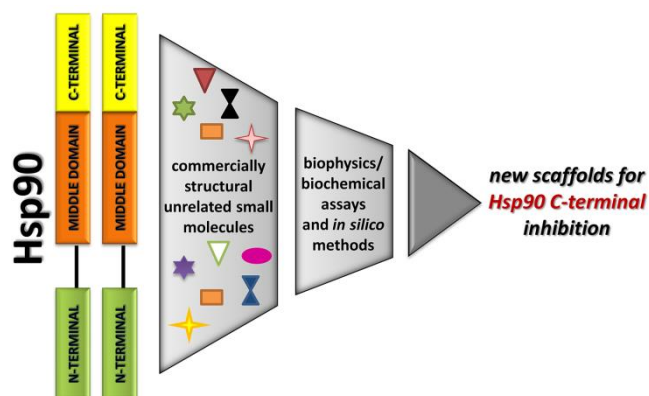 Hsp90
C-TERMINAL
MIDDLE DOMAIN
N-TERMINAL
C-TERMINAL
MIDDLE DOMAIN
N-TERMINAL
commercially
structural
unrelated small
molecules
biophysics/
biochemical
assays
and in silico
methods
new scaffolds for
Hsp90 C-terminal
inhibition